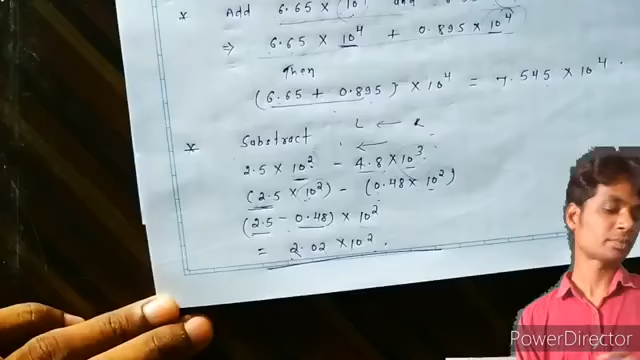 * Add 6.65 × 10 and
⇒ 6.65 × 10⁴ + 0.895 × 10⁴
Then
(6.65 + 0.895) × 10⁴ = 7.545 × 10⁴.
* Substract L ← R
2.5 × 10² - 4.8 × 10³.
(2.5 × 10²) - (0.48 × 10²)
(2.5 - 0.48) × 10²
= 2.02 × 10².
PowerDirector